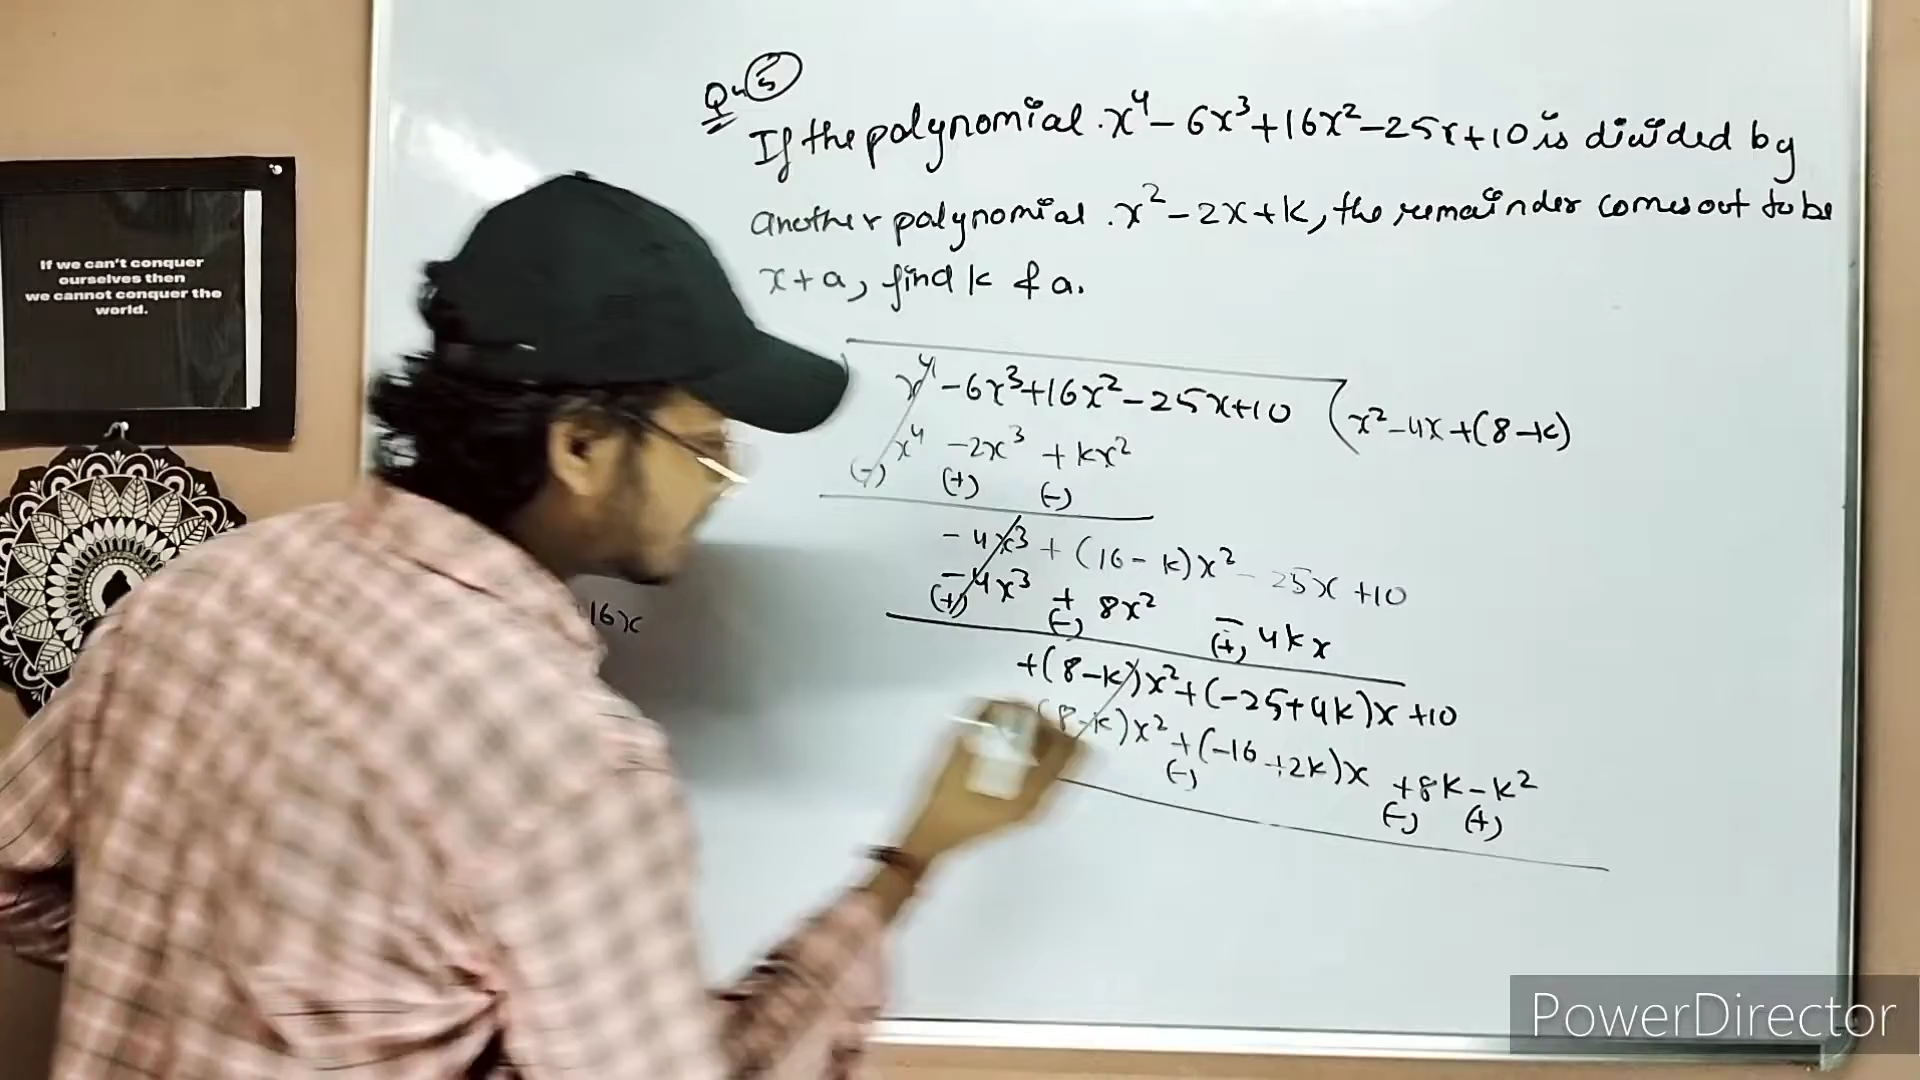 Qn 5
If the polynomial x⁴ - 6x³ + 16x² - 25x + 10 is divided by
another polynomial x² - 2x + k, the remainder comes out to be
x + a, find k & a.
x⁴ - 6x³ + 16x² - 25x + 10 ( x² - 4x + (8 - k)
x⁴ - 2x³ + kx²
(-) (+) (-)
- 4x³ + (16 - k)x² - 25x + 10
- 4x³ + 8x² - 4kx
(+) (-) (+)
+ (8 - k)x² + (-25 + 4k)x + 10
(8 - k)x² + (-16 + 2k)x + 8k - k²
(-) (-) (+)
16x
If we can't conquer
ourselves then
we cannot conquer the
world.
PowerDirector